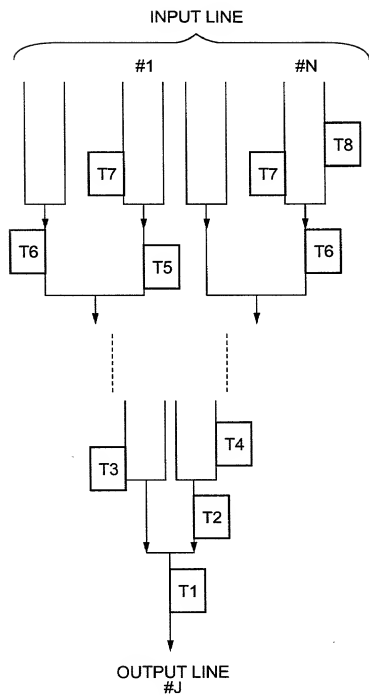 INPUT LINE
#1 #N
T8
T7 T7
T6 T5 T6
T4
T3
T2
T1
OUTPUT LINE
#J